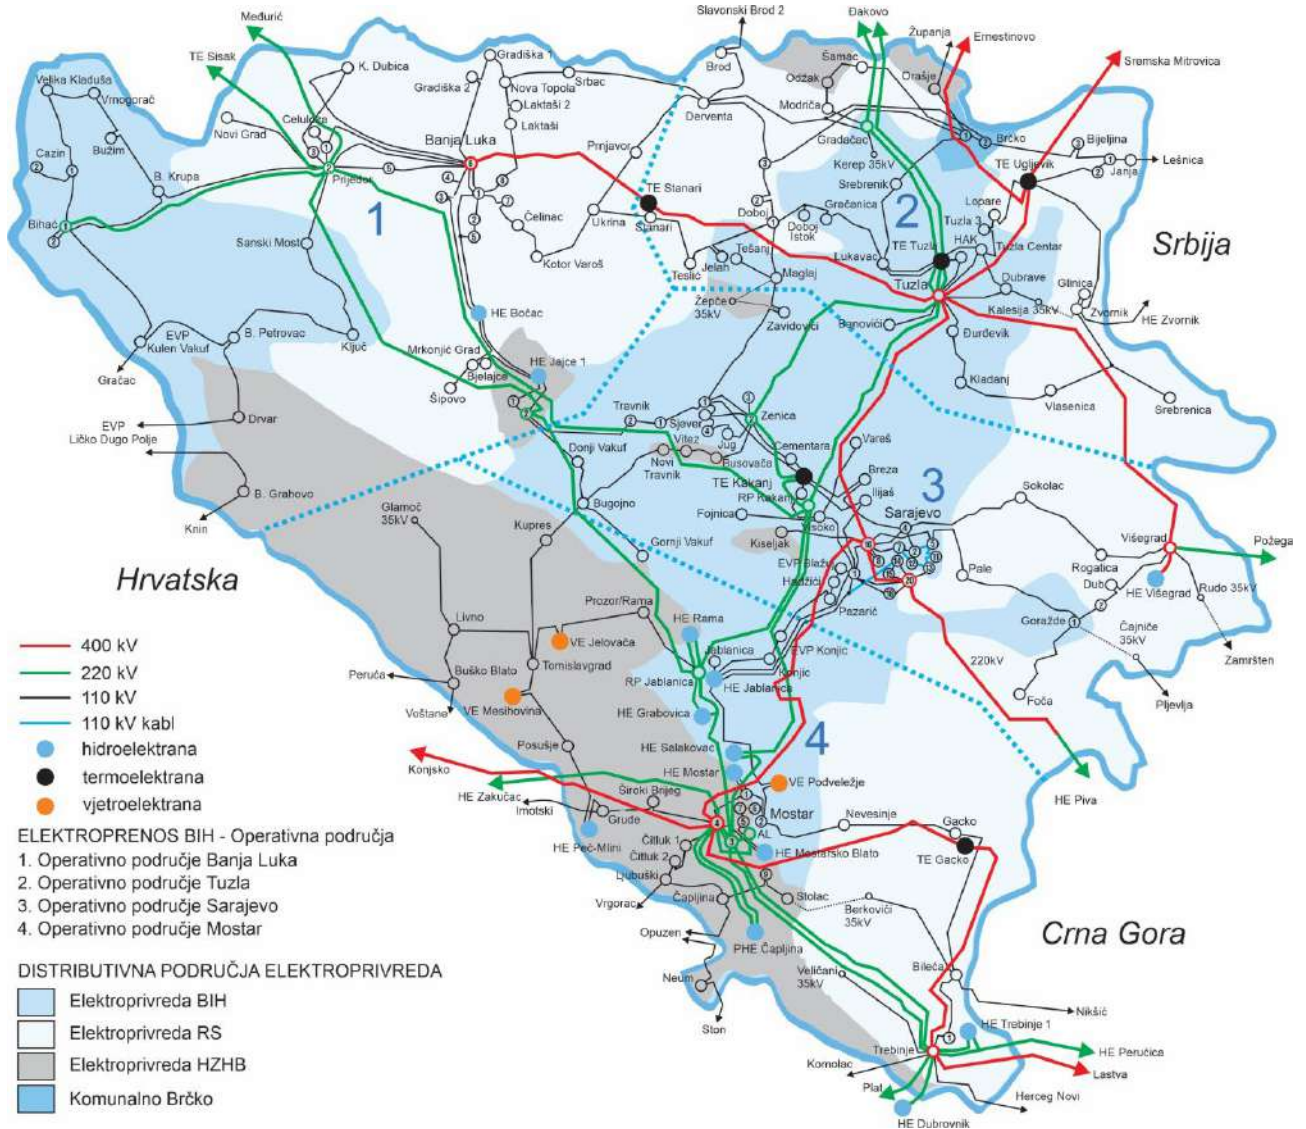 Međurić
TE Sisak
Velika Kladuša
Vrnograč
Bužim
Cazin
Bihać
B. Krupa
Novi Grad
Celuloza
K. Dubica
Prijedor
Sanski Most
1
Gradiška 1
Gradiška 2
Nova Topola
Srbac
Laktaši 2
Laktaši
Banja Luka
Prnjavor
Čelinac
Kotor Varoš
Ukrina
TE Stanari
Stanari
Slavonski Brod 2
Brod
Derventa
Đakovo
Županja
Ernestinovo
Sremska Mitrovica
Šamac
Odžak
Orašje
Modriča
Gradačac
Kerep 35kV
Brčko
Bijeljina
Janja
Lešnica
TE Ugljevik
Srebrenik
Gračanica
Doboj
Doboj Istok
Lukavac
2
TE Tuzla
Lopare
Tuzla 3
HAK
Tuzla Centar
Tuzla
Dubrave
Kalesija 35kV
Glinica
Zvornik
HE Zvornik
Srbija
Teslić
Jelah
Tešanj
Maglaj
Žepče
35kV
Zavidovići
Banovići
Đurđevik
Kladanj
Vlasenica
Srebrenica
HE Bočac
Mrkonjić Grad
Bjelajce
Šipovo
HE Jajce 1
Ključ
B. Petrovac
EVP
Kulen Vakuf
Gračac
Drvar
EVP
Ličko Dugo Polje
B. Grahovo
Knin
Travnik
Sjever
Vitez
Jug
Zenica
Novi
Travnik
Busovača
Cementara
TE Kakanj
RP Kakanj
Donji Vakuf
Bugojno
Gornji Vakuf
Kupres
Glamoč
35kV
Fojnica
Visoko
Kiseljak
Vareš
Breza
Ilijaš
3
Sarajevo
EVP Blažuj
Hadžići
Pazarić
Sokolac
Pale
Rogatica
Višegrad
Požega
Dub
HE Višegrad
Rudo 35kV
Goražde
Čajniče
35kV
Zamršten
Pljevlja
Foča
220kV
HE Piva
Hrvatska
Livno
Prozor/Rama
HE Rama
VE Jelovača
Tomislavgrad
Buško Blato
Peruća
Voštane
VE Mesihovina
Posušje
Jablanica
EVP Konjic
Konjic
RP Jablanica
HE Jablanica
HE Grabovica
HE Salakovac
HE Mostar
4
VE Podveležje
Konjsko
HE Zakučac
Imotski
Široki Brijeg
Grude
HE Peć-Mlini
Mostar
AL
HE Mostarsko Blato
Nevesinje
Gacko
TE Gacko
Čitluk 1
Čitluk 2
Ljubuški
Vrgorac
Čapljina
Stolac
Berkovići
35kV
Opuzen
PHE Čapljina
Neum
Ston
Veličani
35kV
Bileća
Nikšić
Crna Gora
HE Trebinje 1
Trebinje
Komolac
HE Perućica
Lastva
Plat
Herceg Novi
HE Dubrovnik
400 kV
220 kV
110 kV
110 kV kabl
hidroelektrana
termoelektrana
vjetroelektrana
ELEKTROPRENOS BIH - Operativna područja
1. Operativno područje Banja Luka
2. Operativno područje Tuzla
3. Operativno područje Sarajevo
4. Operativno područje Mostar
DISTRIBUTIVNA PODRUČJA ELEKTROPRIVREDA
Elektroprivreda BIH
Elektroprivreda RS
Elektroprivreda HZHB
Komunalno Brčko